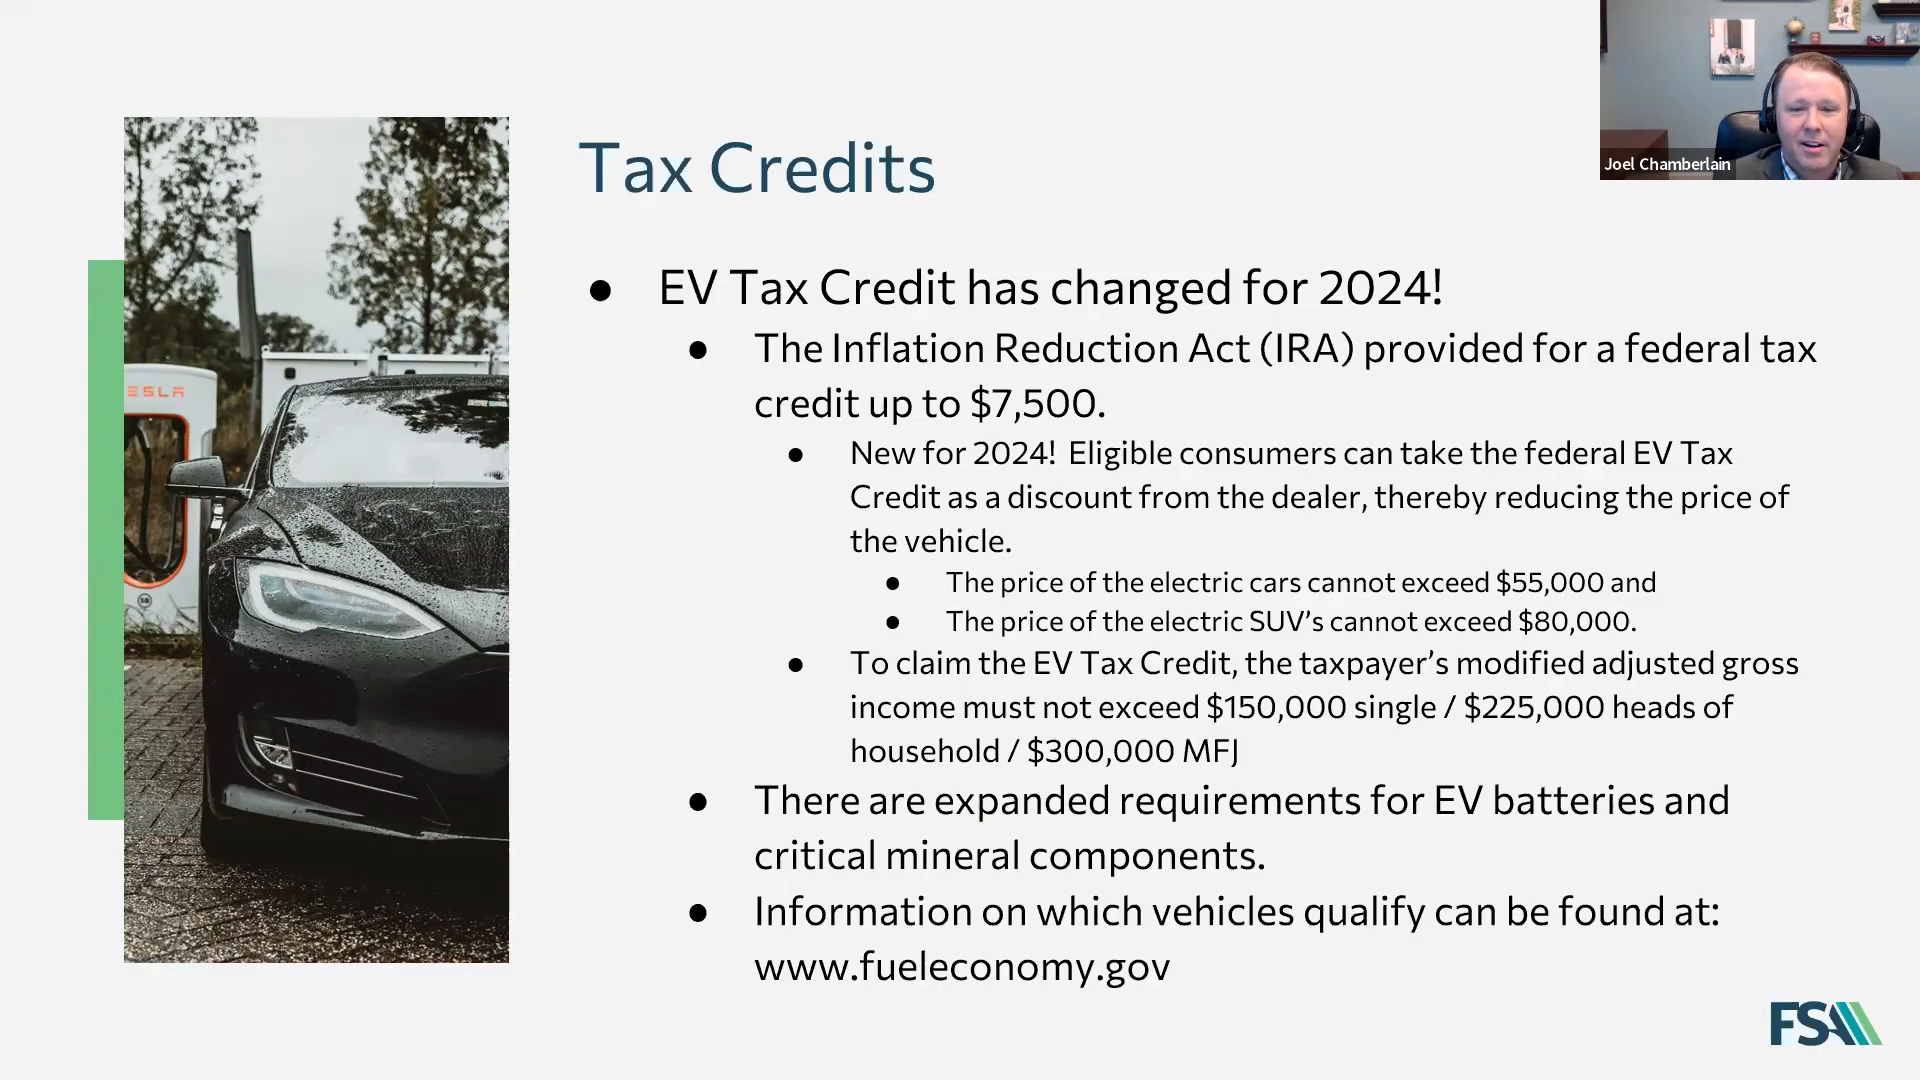 Joel Chamberlain
Tax Credits
● EV Tax Credit has changed for 2024!
● The Inflation Reduction Act (IRA) provided for a federal tax
credit up to $7,500.
● New for 2024!  Eligible consumers can take the federal EV Tax
Credit as a discount from the dealer, thereby reducing the price of
the vehicle.
● The price of the electric cars cannot exceed $55,000 and
● The price of the electric SUV’s cannot exceed $80,000.
● To claim the EV Tax Credit, the taxpayer’s modified adjusted gross
income must not exceed $150,000 single / $225,000 heads of
household / $300,000 MFJ
● There are expanded requirements for EV batteries and
critical mineral components.
● Information on which vehicles qualify can be found at:
www.fueleconomy.gov
ESLA
FSA